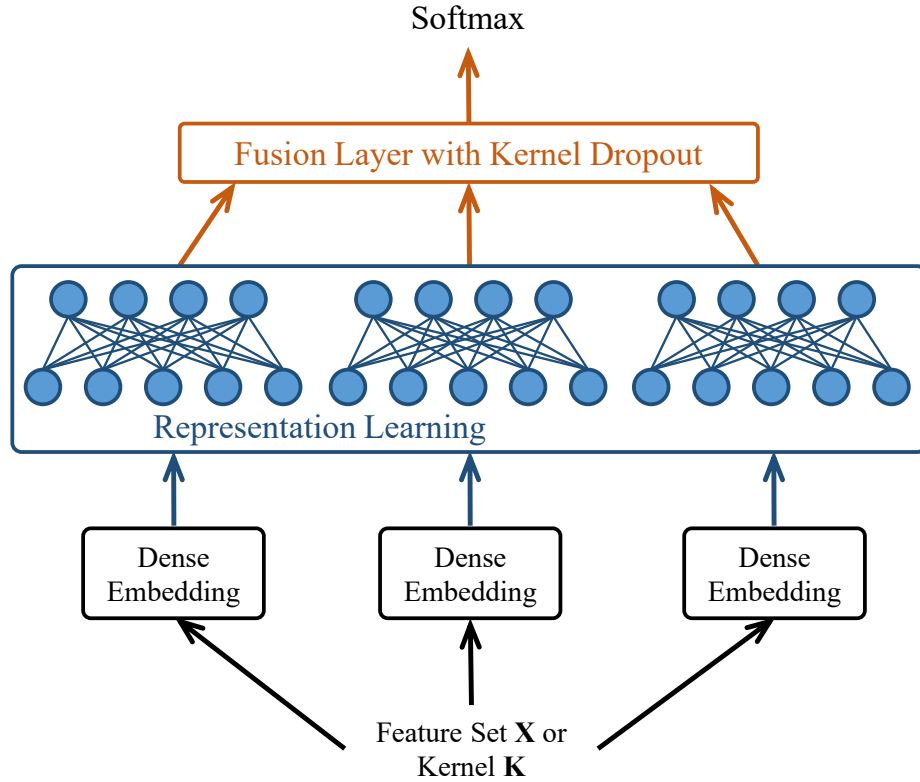 Softmax
Fusion Layer with Kernel Dropout
Representation Learning
Dense
Embedding
Dense
Embedding
Dense
Embedding
Feature Set X or
Kernel K